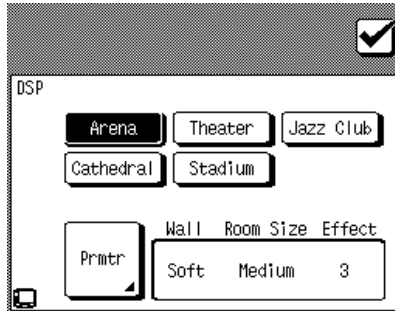 DSP
Arena Theater Jazz Club
Cathedral Stadium
Wall Room Size Effect
Prmtr Soft Medium 3